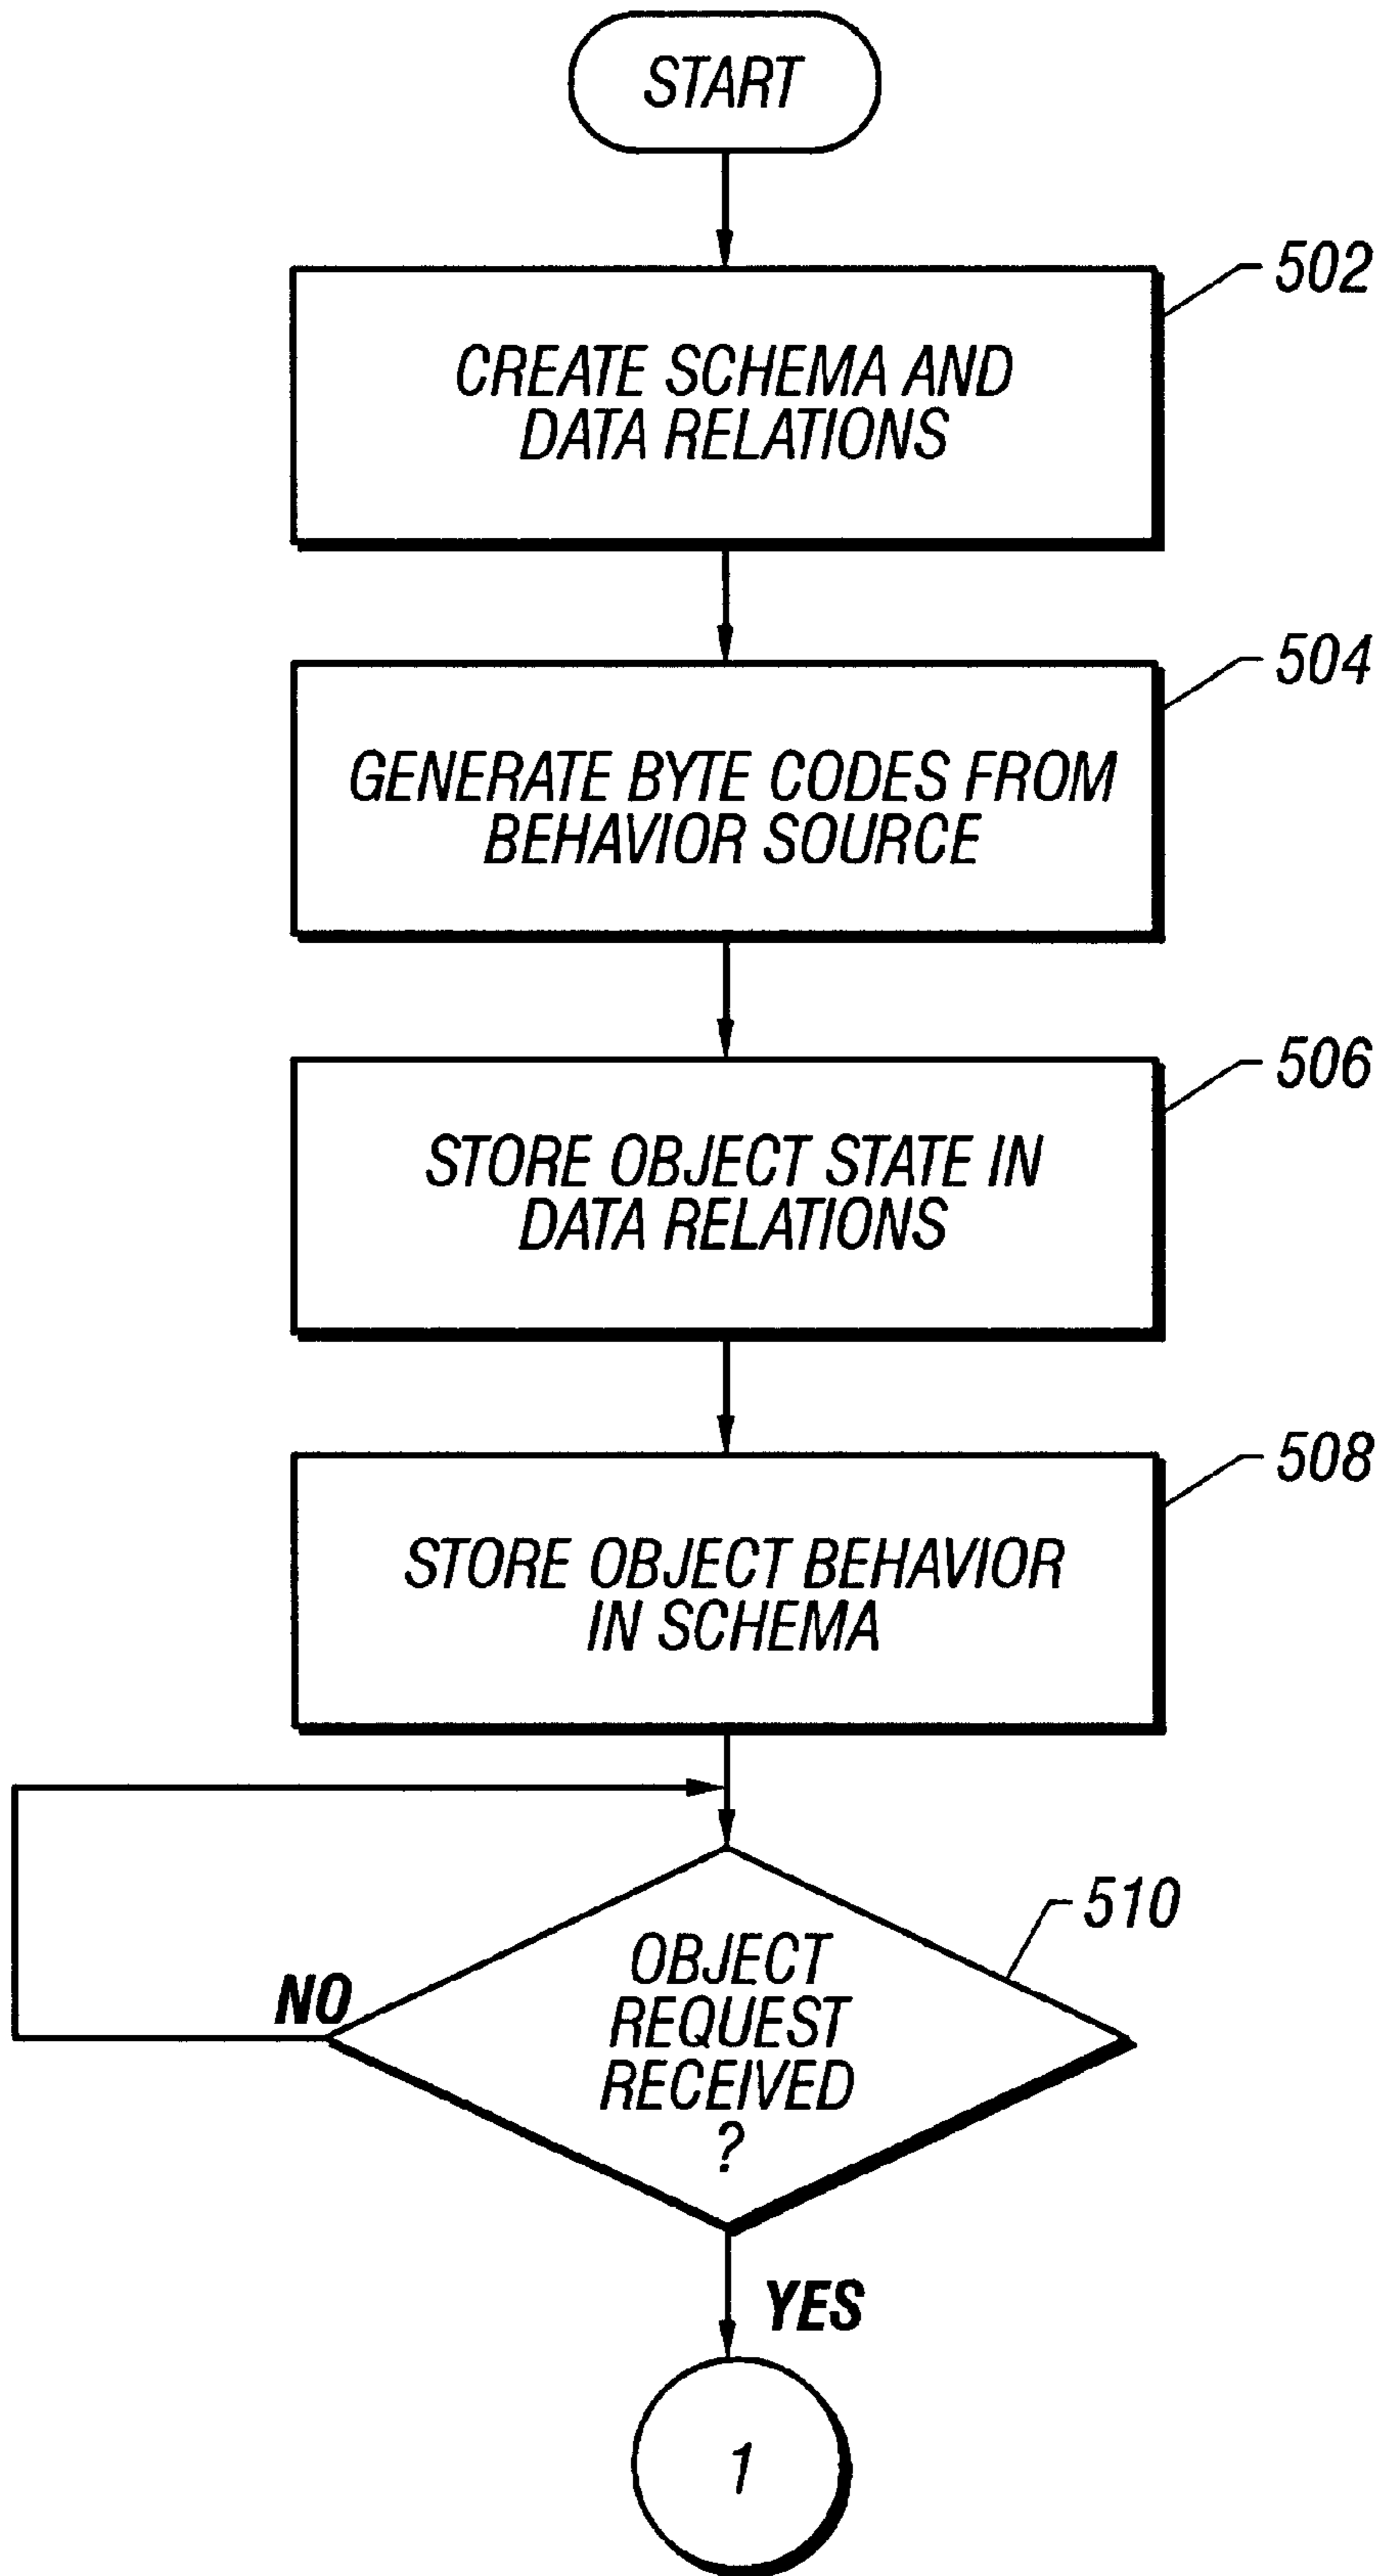 START
502
CREATE SCHEMA AND
DATA RELATIONS
504
GENERATE BYTE CODES FROM
BEHAVIOR SOURCE
506
STORE OBJECT STATE IN
DATA RELATIONS
508
STORE OBJECT BEHAVIOR
IN SCHEMA
510
OBJECT
REQUEST
RECEIVED
?
NO
YES
1